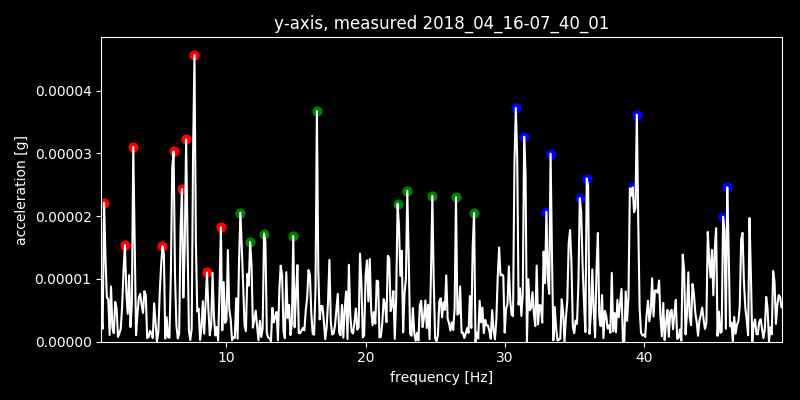 y-axis, measured 2018_04_16-07_40_01
acceleration [g]
0.00004
0.00003
0.00002
0.00001
0.00000
10 20 30 40
frequency [Hz]